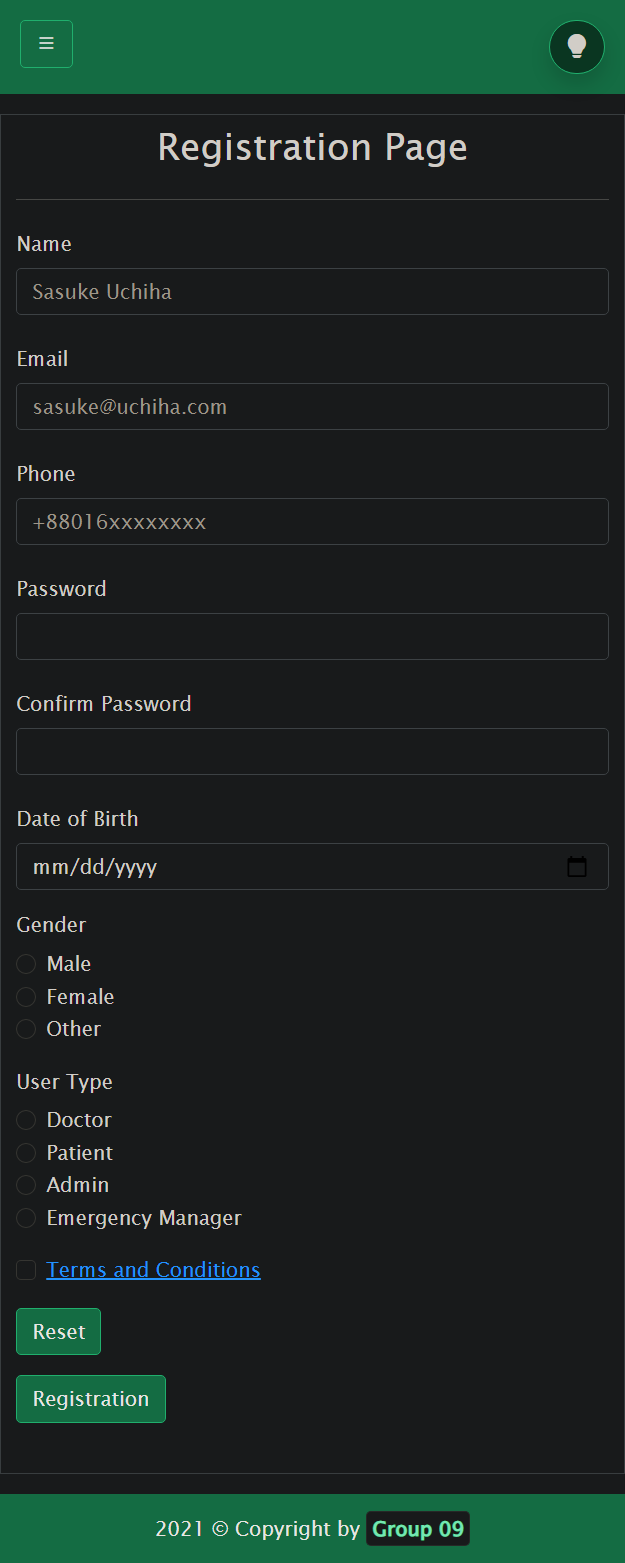 Registration Page
Name
Sasuke Uchiha
Email
sasuke@uchiha.com
Phone
+88016xxxxxxxx
Password
Confirm Password
Date of Birth
mm/dd/yyyy
Gender
Male
Female
Other
User Type
Doctor
Patient
Admin
Emergency Manager
Terms and Conditions
Reset
Registration
2021 © Copyright by Group 09